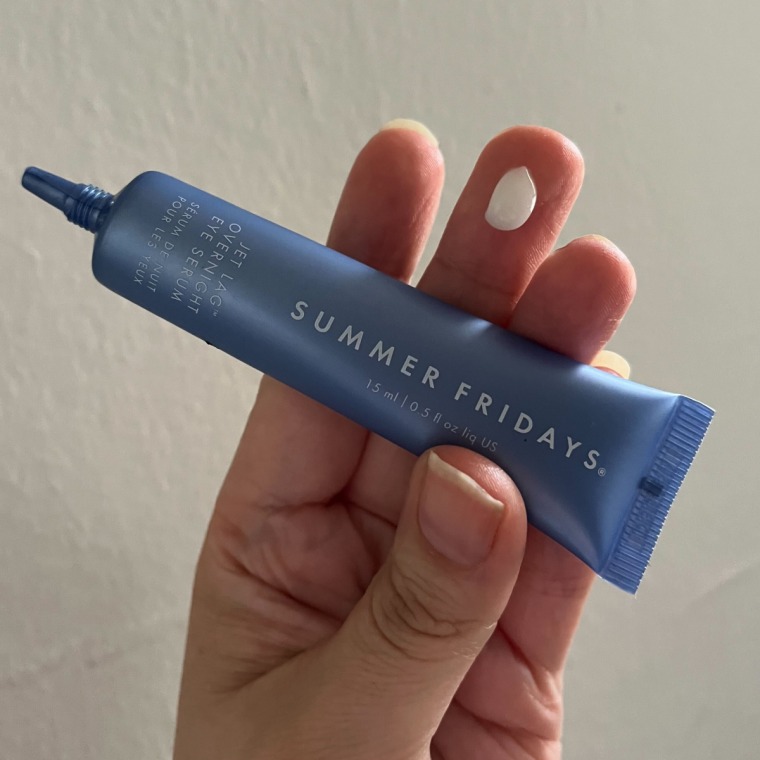 JET LAG™
OVERNIGHT
EYE SERUM
SÉRUM DE NUIT
POUR LES YEUX
SUMMER FRIDAYS®
15 ml | 0.5 fl oz liq US